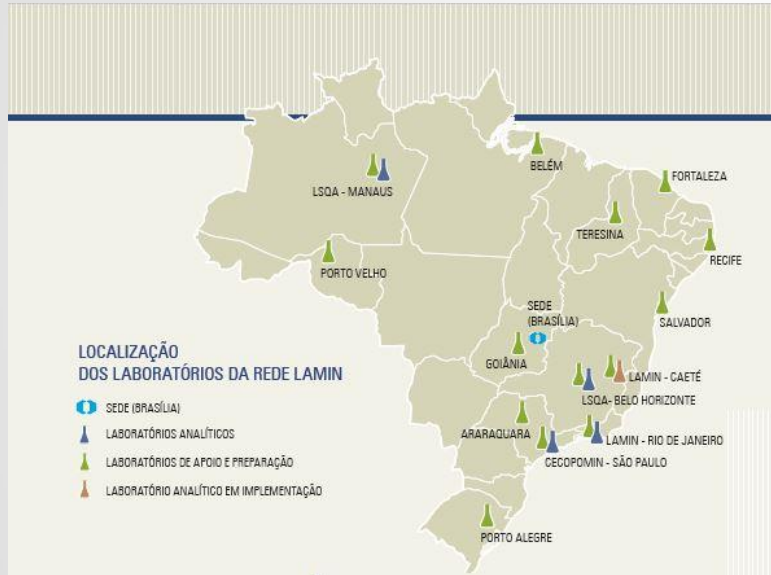 BELÉM
FORTALEZA
LSQA - MANAUS
TERESINA
RECIFE
PORTO VELHO
SEDE
(BRASÍLIA)
SALVADOR
GOIÂNIA
LOCALIZAÇÃO
DOS LABORATÓRIOS DA REDE LAMIN
LAMIN - CAETÉ
LSQA- BELO HORIZONTE
SEDE (BRASÍLIA)
LABORATÓRIOS ANALÍTICOS
ARARAQUARA
LAMIN - RIO DE JANEIRO
CECOPOMIN - SÃO PAULO
LABORATÓRIOS DE APOIO E PREPARAÇÃO
LABORATÓRIO ANALÍTICO EM IMPLEMENTAÇÃO
PORTO ALEGRE